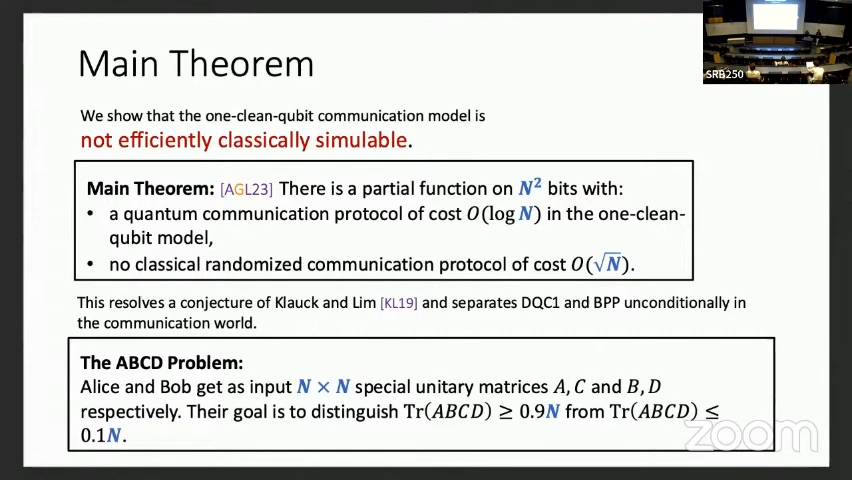 Main Theorem
SRB250
We show that the one-clean-qubit communication model is
not efficiently classically simulable.
Main Theorem: [AGL23] There is a partial function on N² bits with:
• a quantum communication protocol of cost O(log N) in the one-clean-
qubit model,
• no classical randomized communication protocol of cost O(√N).
This resolves a conjecture of Klauck and Lim [KL19] and separates DQC1 and BPP unconditionally in
the communication world.
The ABCD Problem:
Alice and Bob get as input N × N special unitary matrices A, C and B, D
respectively. Their goal is to distinguish Tr(ABCD) ≥ 0.9N from Tr(ABCD) ≤
0.1N.
zoom